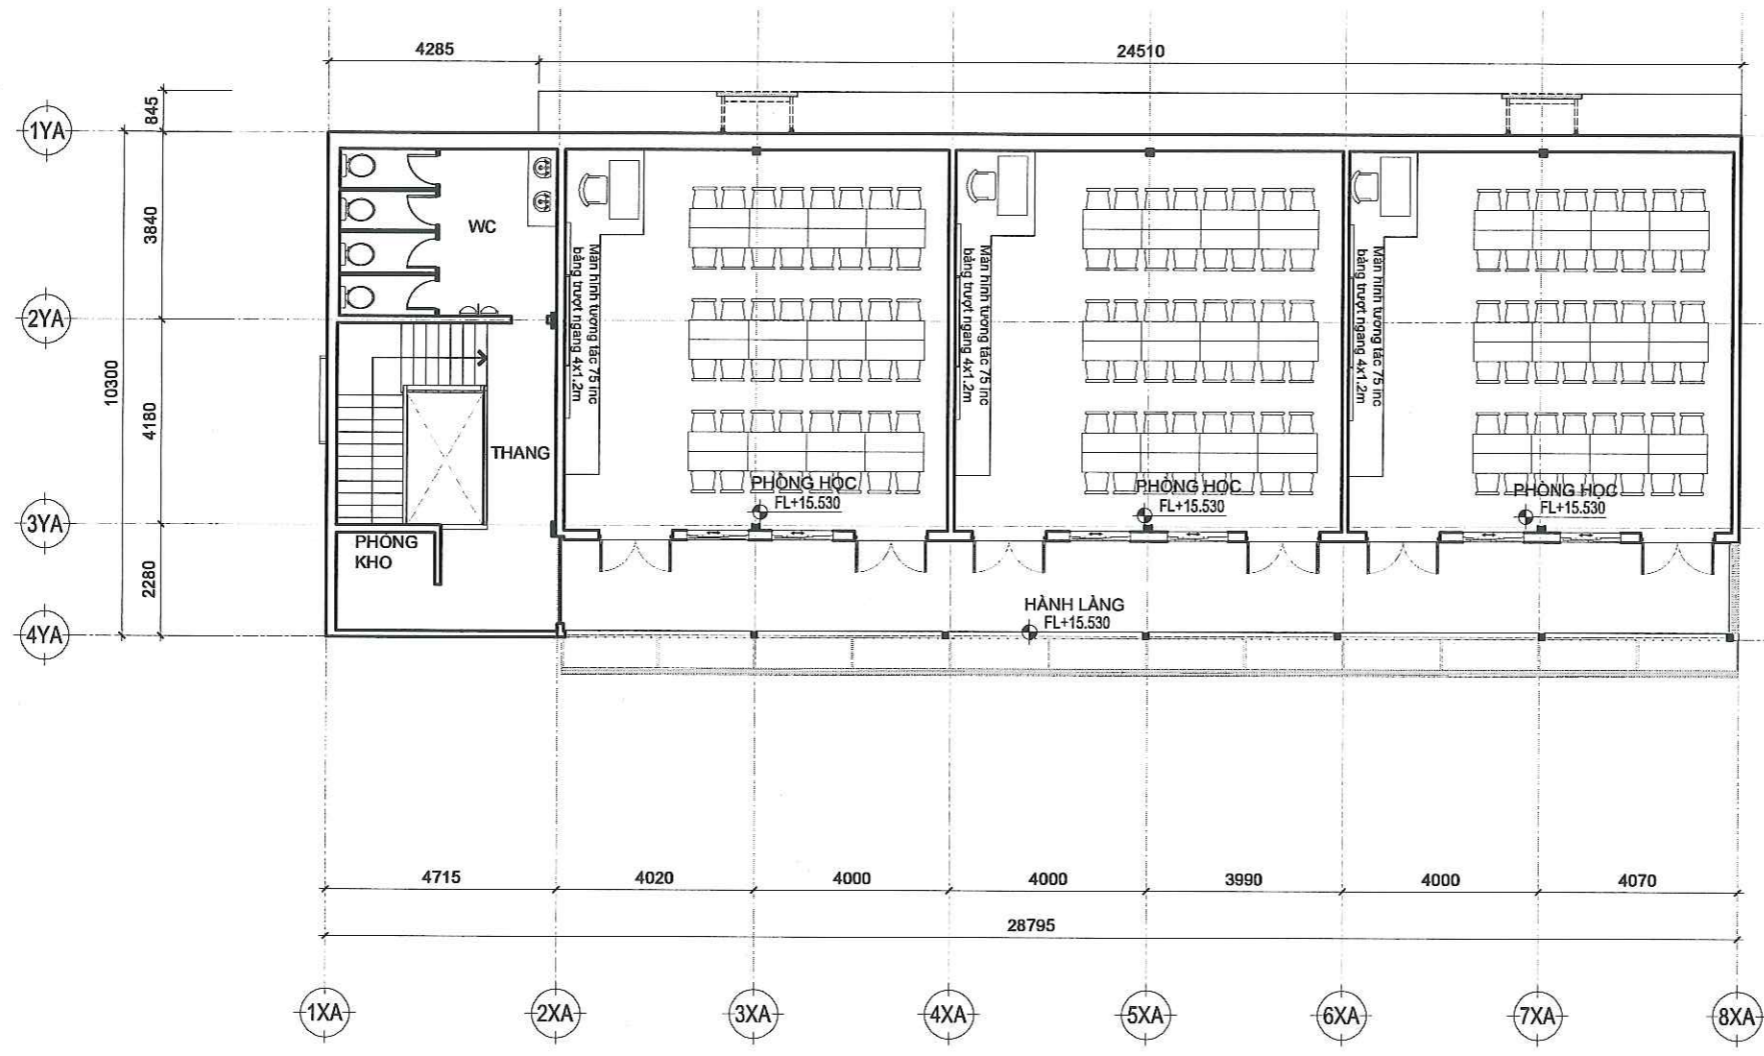 4285
24510
845
1YA
3840
WC
2YA
10300
4180
THANG
3YA
PHÒNG
KHO
2280
4YA
Màn hình tương tác 75 inc
bảng trượt ngang 4x1.2m
Màn hình tương tác 75 inc
bảng trượt ngang 4x1.2m
Màn hình tương tác 75 inc
bảng trượt ngang 4x1.2m
PHÒNG HỌC
FL+15.530
PHÒNG HỌC
FL+15.530
PHÒNG HỌC
FL+15.530
HÀNH LÀNG
FL+15.530
4715
4020
4000
4000
3990
4000
4070
28795
1XA
2XA
3XA
4XA
5XA
6XA
7XA
8XA